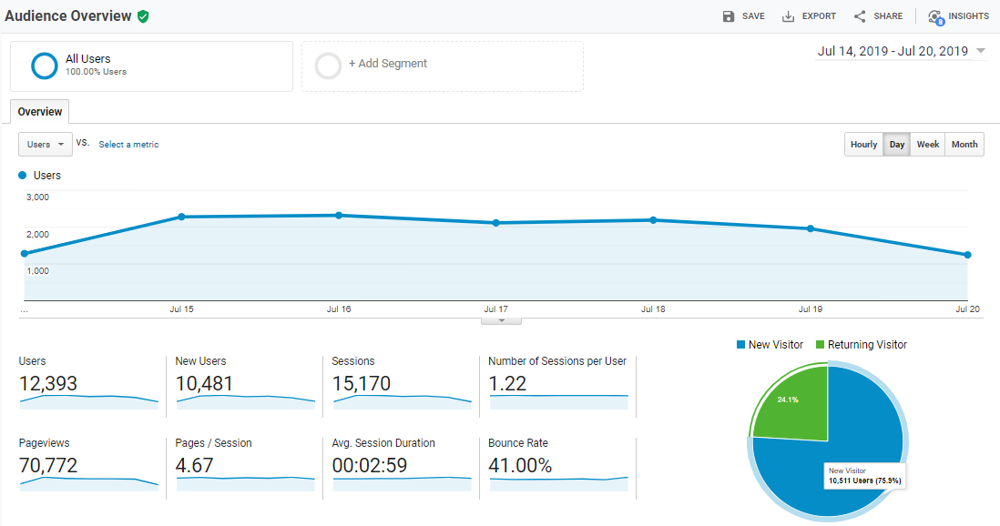 Audience Overview
SAVE
EXPORT
SHARE
8
INSIGHTS
All Users
100.00% Users
+ Add Segment
Jul 14, 2019 - Jul 20, 2019
Overview
Users
VS.
Select a metric
Hourly
Day
Week
Month
Users
3,000
2,000
1,000
...
Jul 15
Jul 16
Jul 17
Jul 18
Jul 19
Jul 20
New Visitor
Returning Visitor
Users
12,393
New Users
10,481
Sessions
15,170
Number of Sessions per User
1.22
Pageviews
70,772
Pages / Session
4.67
Avg. Session Duration
00:02:59
Bounce Rate
41.00%
24.1%
New Visitor
10,511 Users (75.9%)